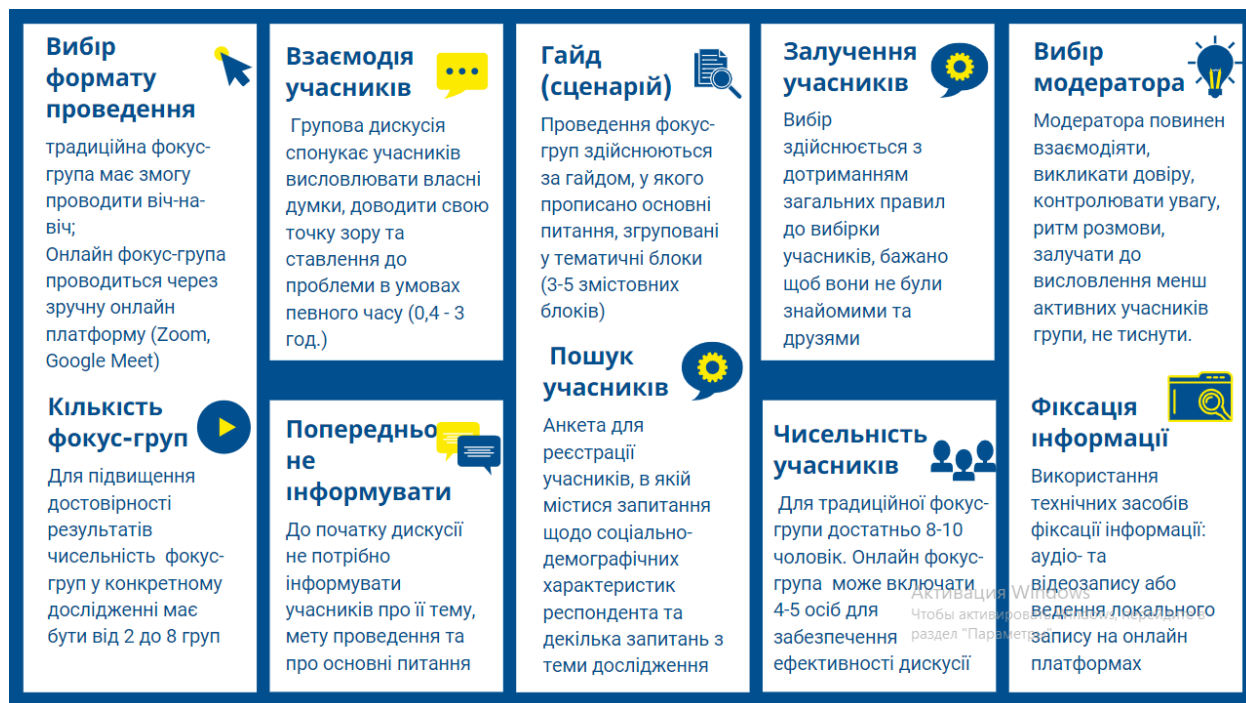 Вибір
формату
проведення
традиційна фокус-
група має змогу
проводити віч-на-
віч;
Онлайн фокус-група
проводиться через
зручну онлайн
платформу (Zoom,
Google Meet)
Кількість
фокус-груп
Для підвищення
достовірності
результатів
чисельність фокус-
груп у конкретному
дослідженні має
бути від 2 до 8 груп
Взаємодія
учасників
Групова дискусія
спонукає учасників
висловлювати власні
думки, доводити свою
точку зору та
ставлення до
проблеми в умовах
певного часу (0,4 - 3
год.)
Попередньо
не
інформувати
До початку дискусії
не потрібно
інформувати
учасників про її тему,
мету проведення та
про основні питання
Гайд
(сценарій)
Проведення фокус-
груп здійснюються
за гайдом, у якого
прописано основні
питання, згруповані
у тематичні блоки
(3-5 змістовних
блоків)
Пошук
учасників
Анкета для
реєстрації
учасників, в якій
містися запитання
щодо соціально-
демографічних
характеристик
респондента та
декілька запитань з
теми дослідження
Залучення
учасників
Вибір
здійснюється з
дотриманням
загальних правил
до вибірки
учасників, бажано
щоб вони не були
знайомими та
друзями
Чисельність
учасників
Для традиційної фокус-
групи достатньо 8-10
чоловік. Онлайн фокус-
група може включати
4-5 осіб для
забезпечення
ефективності дискусії
Вибір
модератора
Модератора повинен
взаємодіяти,
викликати довіру,
контролювати увагу,
ритм розмови,
залучати до
висловлення менш
активних учасників
групи, не тиснути.
Фіксація
інформації
Використання
технічних засобів
фіксації інформації:
аудіо- та
відеозапису або
ведення локального
запису на онлайн
платформах
Активация Windows
Чтобы активировать Windows, перейдите в
раздел "Параметры".